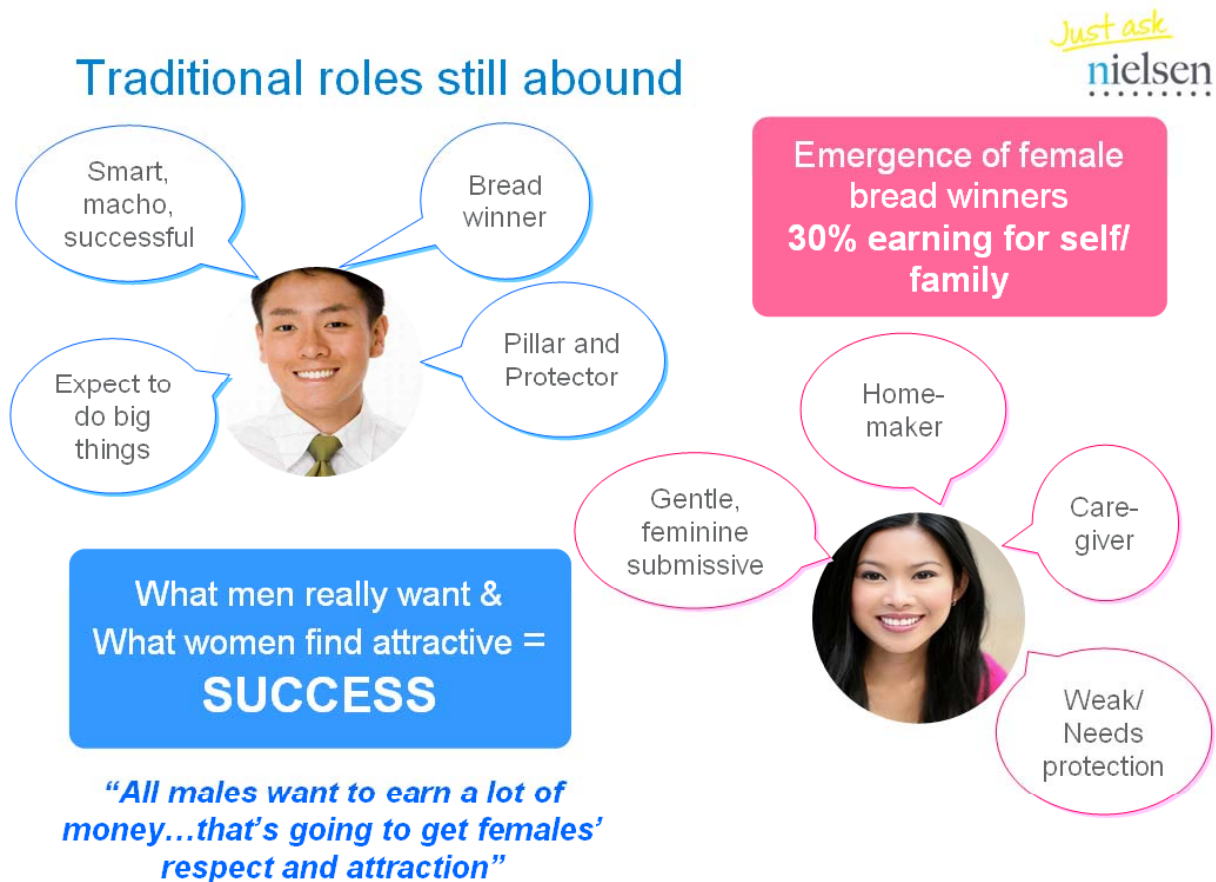 Just ask
nielsen
Traditional roles still abound
Smart,
macho,
successful
Bread
winner
Expect to
do big
things
Pillar and
Protector
Emergence of female
bread winners
30% earning for self/
family
Home-
maker
Gentle,
feminine
submissive
Care-
giver
Weak/
Needs
protection
What men really want &
What women find attractive =
SUCCESS
“All males want to earn a lot of
money…that’s going to get females’
respect and attraction”